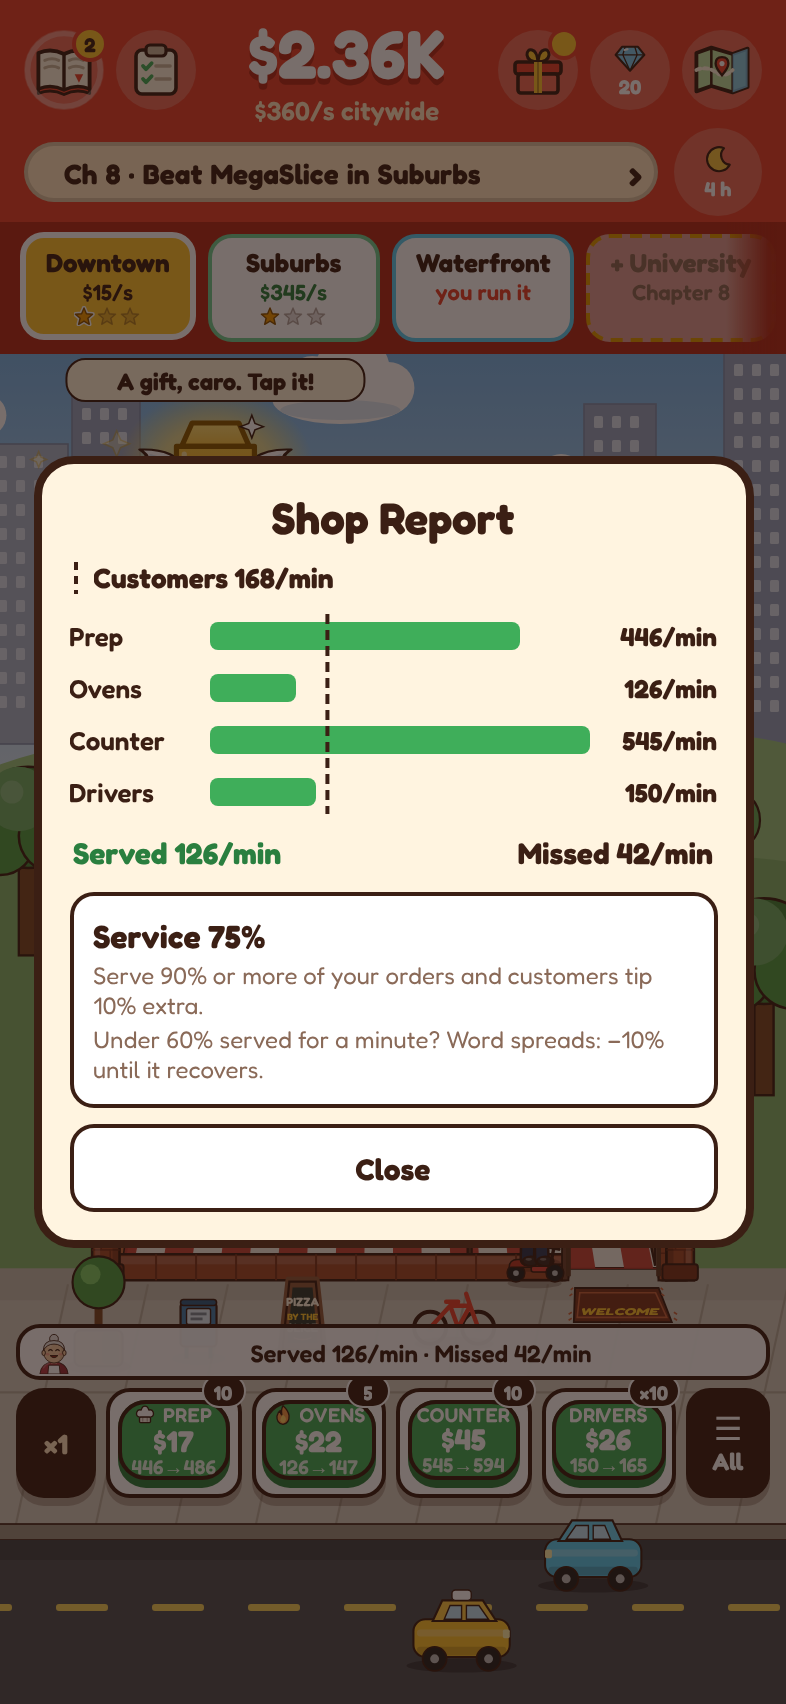 2
$2.36K
$360/s citywide
20
Ch 8 · Beat MegaSlice in Suburbs
4 h
Downtown
$15/s
Suburbs
$345/s
Waterfront
you run it
+ University
Chapter 8
A gift, caro. Tap it!
Shop Report
Customers 168/min
Prep 446/min
Ovens 126/min
Counter 545/min
Drivers 150/min
Served 126/min Missed 42/min
Service 75%
Serve 90% or more of your orders and customers tip
10% extra.
Under 60% served for a minute? Word spreads: –10%
until it recovers.
Close
PIZZA
BY THE
WELCOME
Served 126/min · Missed 42/min
x1
10
PREP
$17
446→486
5
OVENS
$22
126→147
10
COUNTER
$45
545→594
x10
DRIVERS
$26
150→165
All